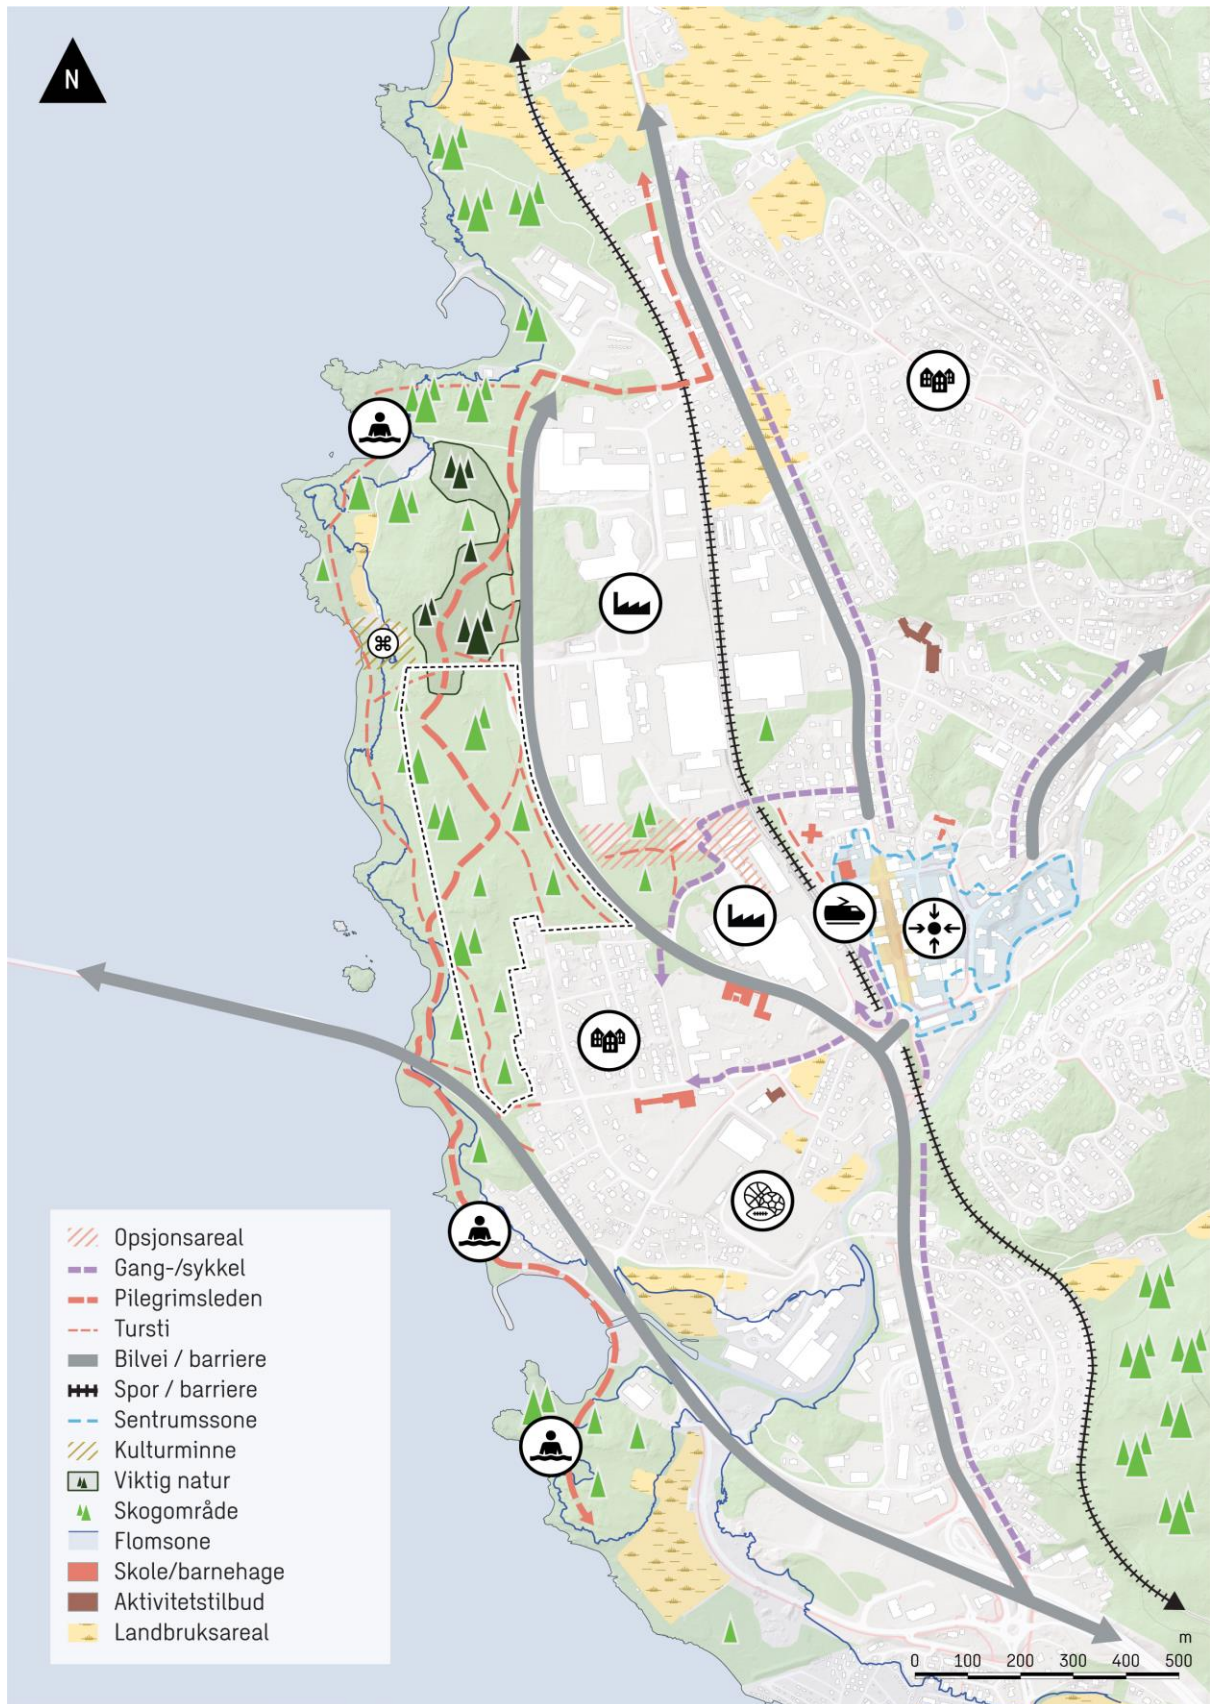 N
Opsjonsareal
Gang-/sykkel
Pilegrimsleden
Tursti
Bilvei / barriere
Spor / barriere
Sentrumssone
Kulturminne
Viktig natur
Skogområde
Flomsone
Skole/barnehage
Aktivitetstilbud
Landbruksareal
m
0 100 200 300 400 500